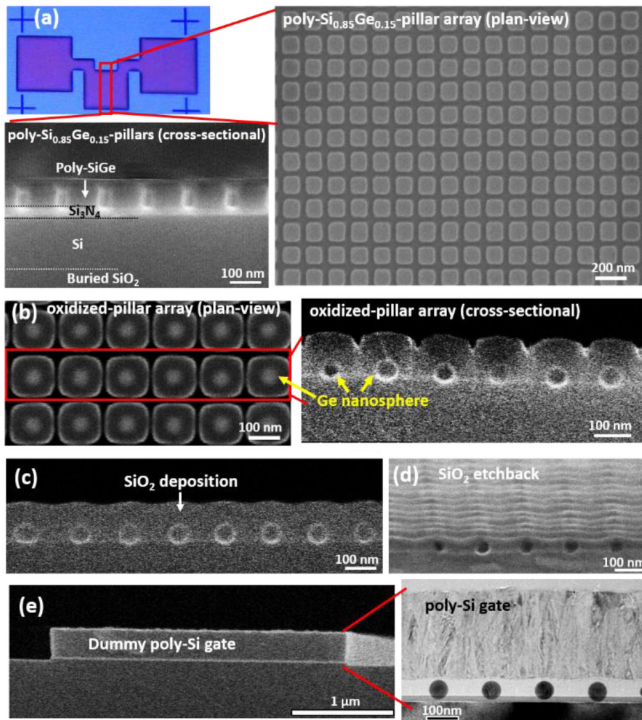 (a)
poly-Si0.85Ge0.15-pillar array (plan-view)
200 nm
poly-Si0.85Ge0.15-pillars (cross-sectional)
Poly-SiGe
Si3N4
Si
Buried SiO2
100 nm
(b) oxidized-pillar array (plan-view)
100 nm
oxidized-pillar array (cross-sectional)
Ge nanosphere
100 nm
(c)
SiO2 deposition
100 nm
(d)
SiO2 etchback
100 nm
(e)
Dummy poly-Si gate
1 µm
poly-Si gate
100nm